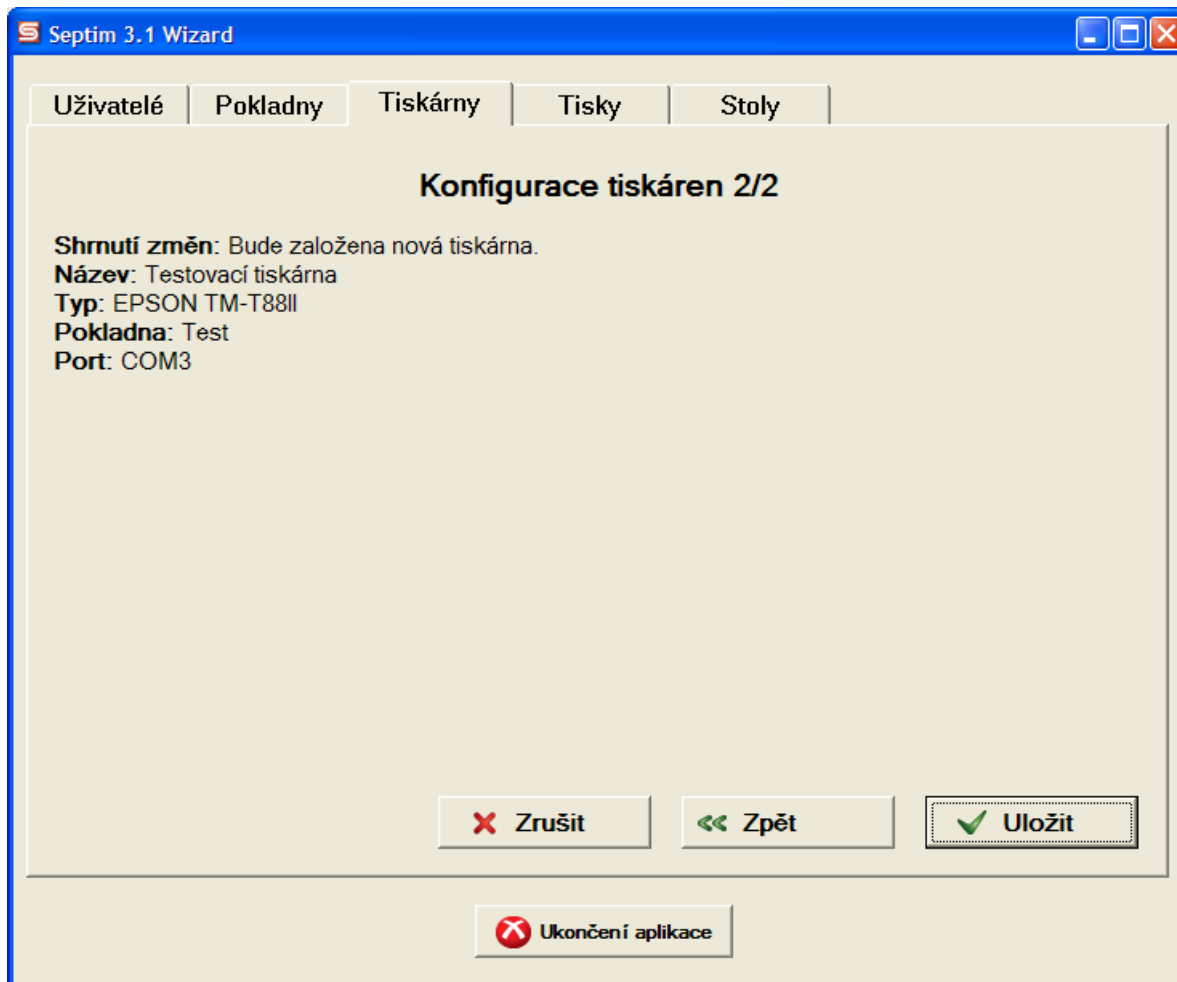 Septim 3.1 Wizard
Uživatelé Pokladny Tiskárny Tisky Stoly
Konfigurace tiskáren 2/2
Shrnutí změn: Bude založena nová tiskárna.
Název: Testovací tiskárna
Typ: EPSON TM-T88II
Pokladna: Test
Port: COM3
Zrušit << Zpět Uložit
Ukončení aplikace